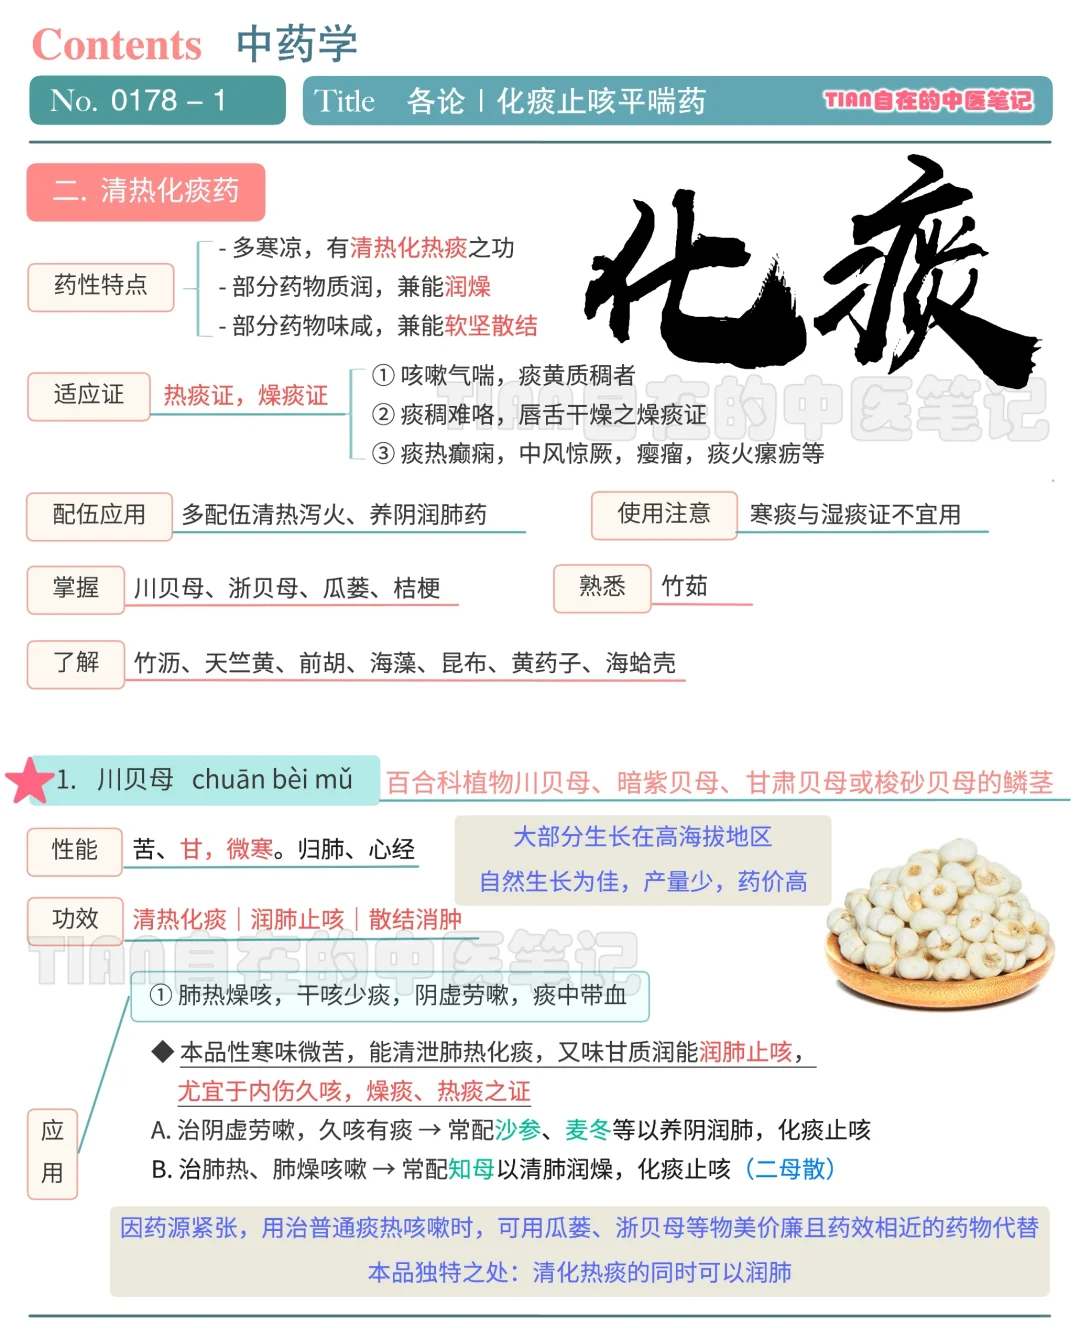 Contents 中药学
No. 0178 – 1
Title 各论 | 化痰止咳平喘药
TIAN自在的中医笔记
二. 清热化痰药
化痰
药性特点
- 多寒凉，有清热化热痰之功
- 部分药物质润，兼能润燥
- 部分药物味咸，兼能软坚散结
适应证
热痰证，燥痰证
① 咳嗽气喘，痰黄质稠者
② 痰稠难咯，唇舌干燥之燥痰证
③ 痰热癫痫，中风惊厥，瘿瘤，痰火瘰疬等
TIAN自在的中医笔记
配伍应用 多配伍清热泻火、养阴润肺药
使用注意 寒痰与湿痰证不宜用
掌握 川贝母、浙贝母、瓜蒌、桔梗
熟悉 竹茹
了解 竹沥、天竺黄、前胡、海藻、昆布、黄药子、海蛤壳
1. 川贝母 chuān bèi mǔ 百合科植物川贝母、暗紫贝母、甘肃贝母或梭砂贝母的鳞茎
性能 苦、甘，微寒。归肺、心经
大部分生长在高海拔地区
自然生长为佳，产量少，药价高
功效 清热化痰｜润肺止咳｜散结消肿
TIAN自在的中医笔记
应用
① 肺热燥咳，干咳少痰，阴虚劳嗽，痰中带血
◆ 本品性寒味微苦，能清泄肺热化痰，又味甘质润能润肺止咳，
尤宜于内伤久咳，燥痰、热痰之证
A. 治阴虚劳嗽，久咳有痰 → 常配沙参、麦冬等以养阴润肺，化痰止咳
B. 治肺热、肺燥咳嗽 → 常配知母以清肺润燥，化痰止咳（二母散）
因药源紧张，用治普通痰热咳嗽时，可用瓜蒌、浙贝母等物美价廉且药效相近的药物代替
本品独特之处：清化热痰的同时可以润肺